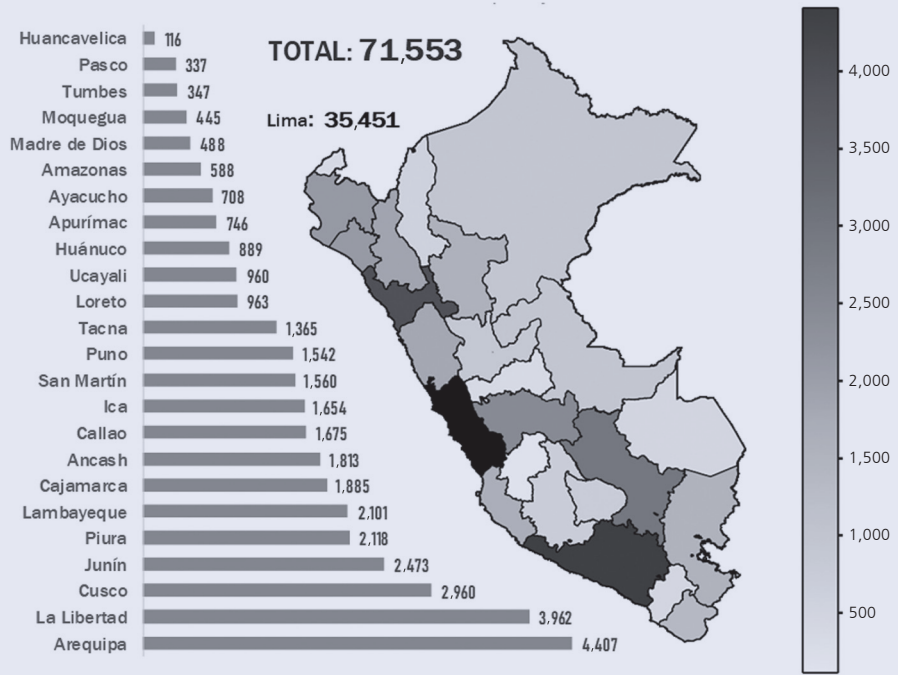 TOTAL: 71,553
Lima: 35,451
Huancavelica 116
Pasco 337
Tumbes 347
Moquegua 445
Madre de Dios 488
Amazonas 588
Ayacucho 708
Apurímac 746
Huánuco 889
Ucayali 960
Loreto 963
Tacna 1,365
Puno 1,542
San Martín 1,560
Ica 1,654
Callao 1,675
Ancash 1,813
Cajamarca 1,885
Lambayeque 2,101
Piura 2,118
Junín 2.473
Cusco 2,960
La Libertad 3,962
Arequipa 4,407
4,000
3,500
3,000
2,500
2,000
1,500
1,000
500